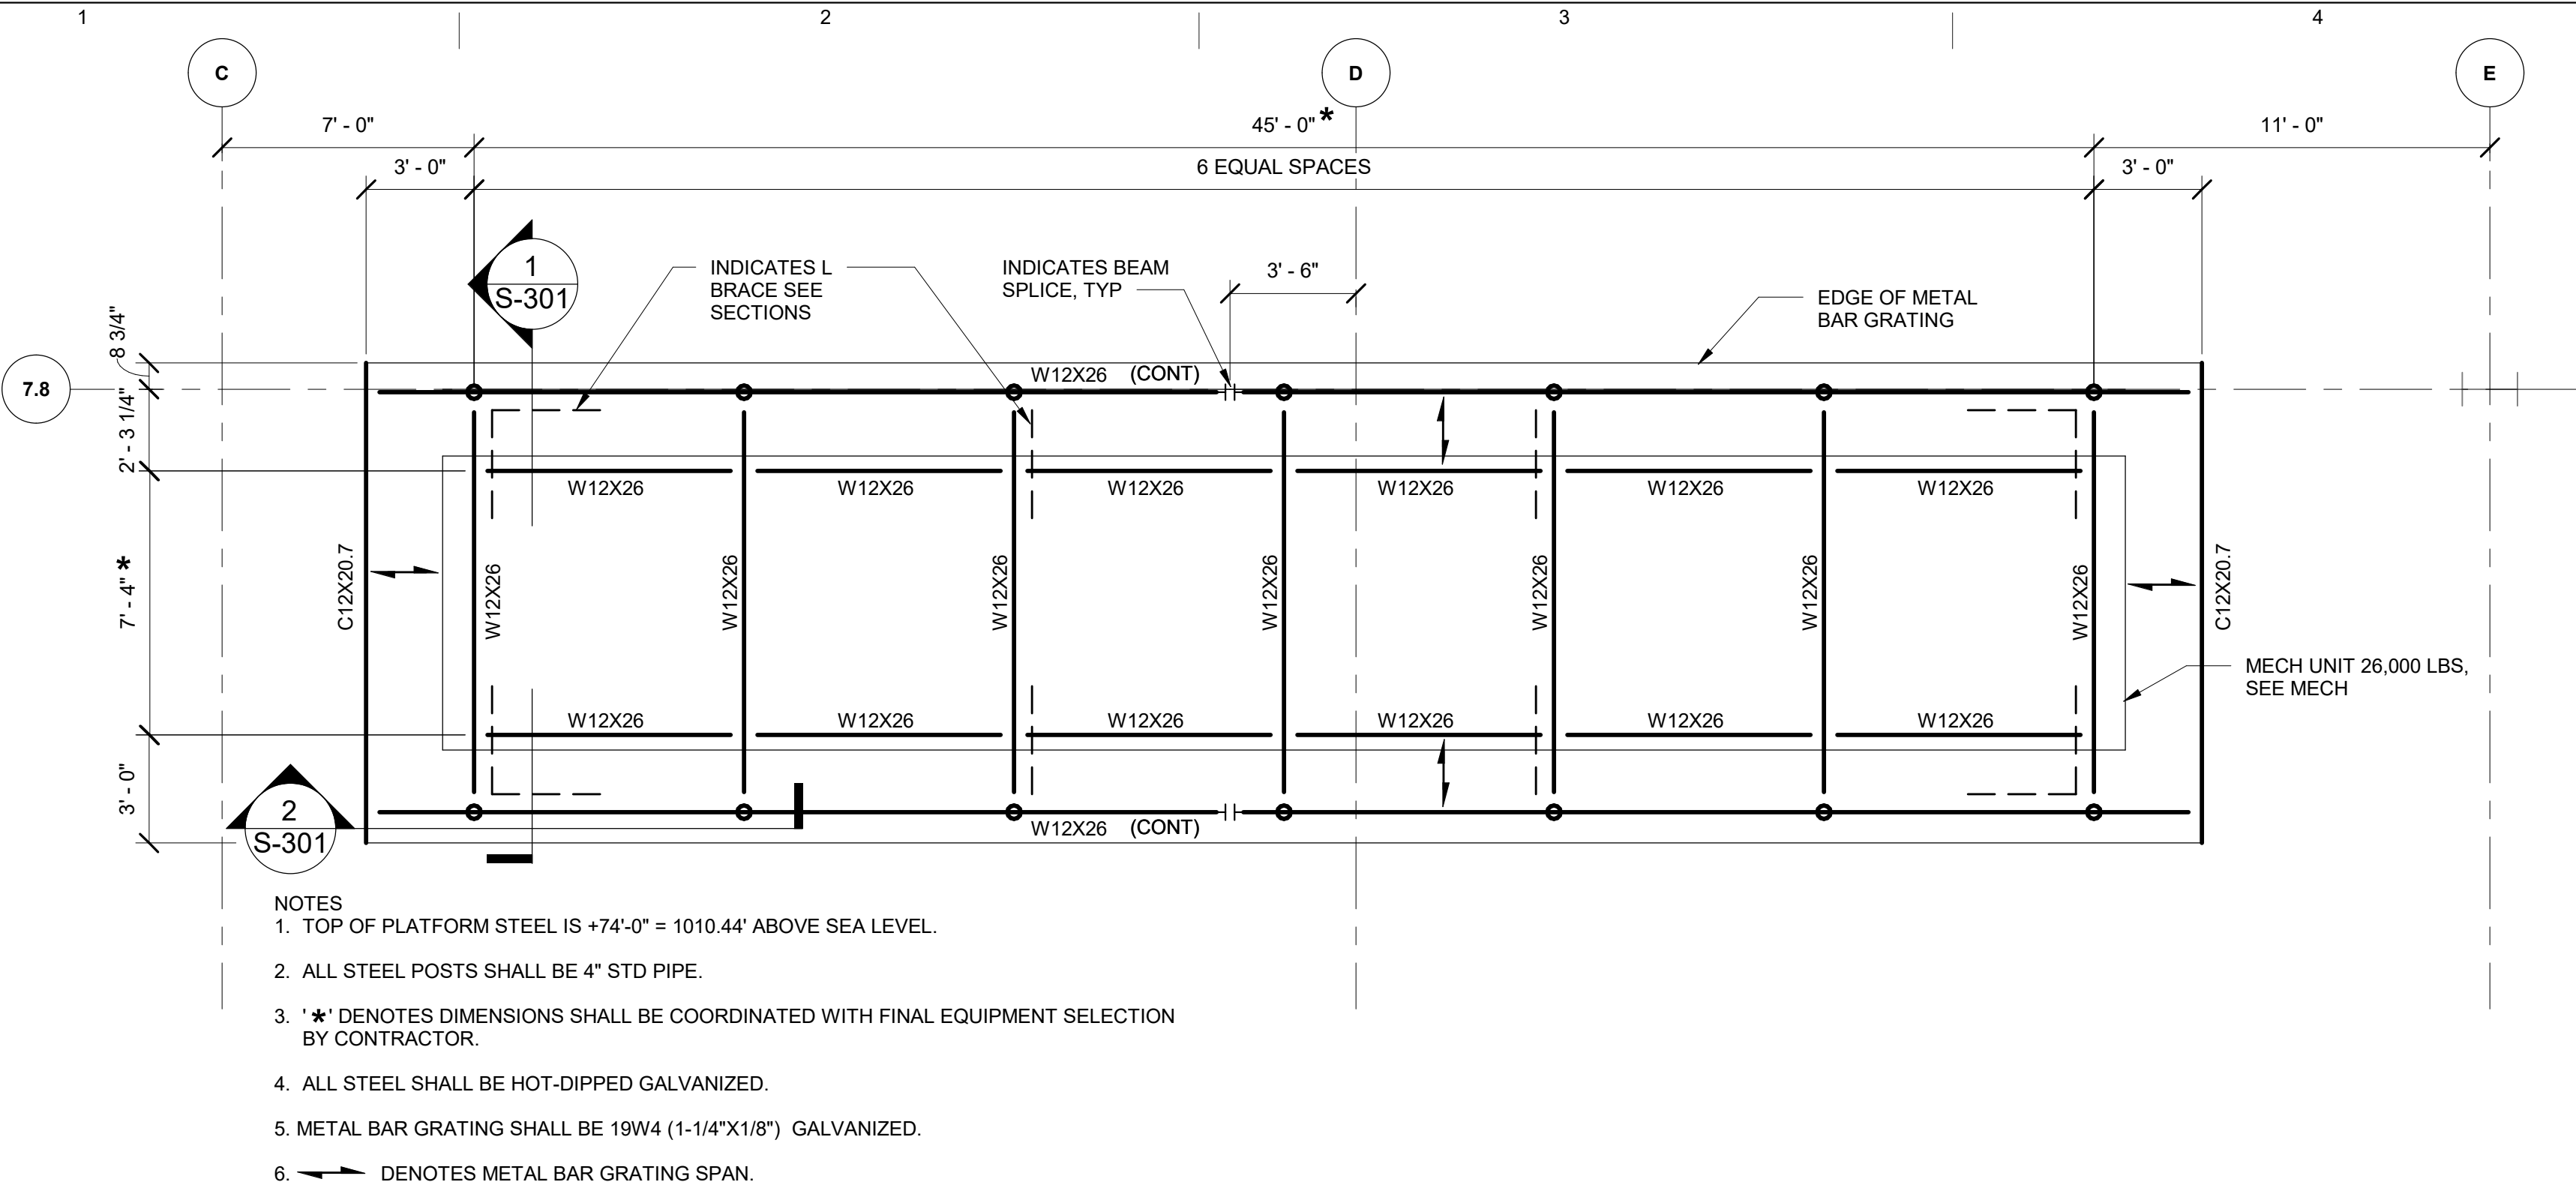 1 2 3 4
C D E
7' - 0" 45' - 0" * 11' - 0"
3' - 0" 6 EQUAL SPACES 3' - 0"
1
S-301
INDICATES L
BRACE SEE
SECTIONS
INDICATES BEAM
SPLICE, TYP
3' - 6"
EDGE OF METAL
BAR GRATING
8 3/4"
7.8
W12X26 (CONT)
2' - 3 1/4"
W12X26 W12X26 W12X26 W12X26 W12X26 W12X26
7' - 4" *
C12X20.7 W12X26 W12X26 W12X26 W12X26 W12X26 W12X26 W12X26 C12X20.7
MECH UNIT 26,000 LBS,
SEE MECH
W12X26 W12X26 W12X26 W12X26 W12X26 W12X26
3' - 0"
2
S-301
W12X26 (CONT)
NOTES
1. TOP OF PLATFORM STEEL IS +74'-0" = 1010.44' ABOVE SEA LEVEL.
2. ALL STEEL POSTS SHALL BE 4" STD PIPE.
3. ' * ' DENOTES DIMENSIONS SHALL BE COORDINATED WITH FINAL EQUIPMENT SELECTION
BY CONTRACTOR.
4. ALL STEEL SHALL BE HOT-DIPPED GALVANIZED.
5. METAL BAR GRATING SHALL BE 19W4 (1-1/4"X1/8") GALVANIZED.
6. DENOTES METAL BAR GRATING SPAN.